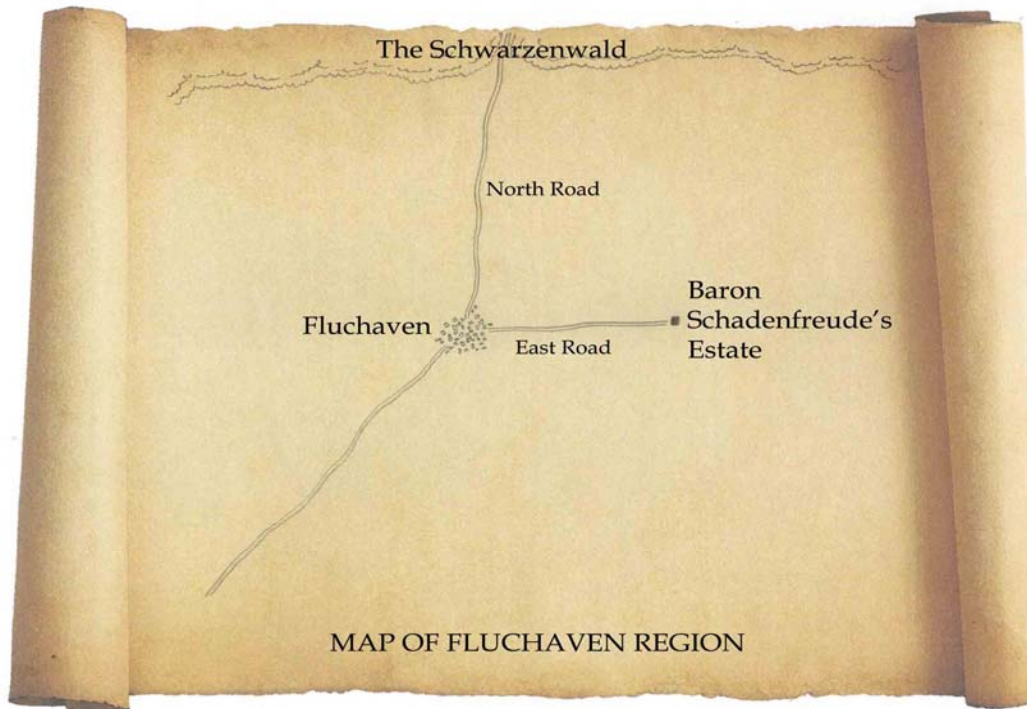 The Schwarzenwald
North Road
Fluchaven
East Road
Baron
Schadenfreude's
Estate
MAP OF FLUCHAVEN REGION